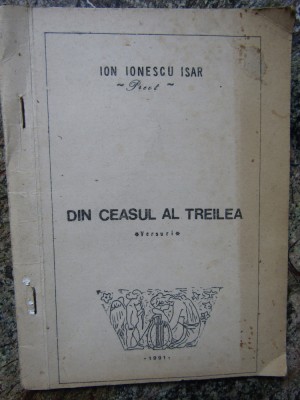 ION IONESCU ISAR
~ Preot ~
DIN CEASUL AL TREILEA
•Versuri•
-1991-